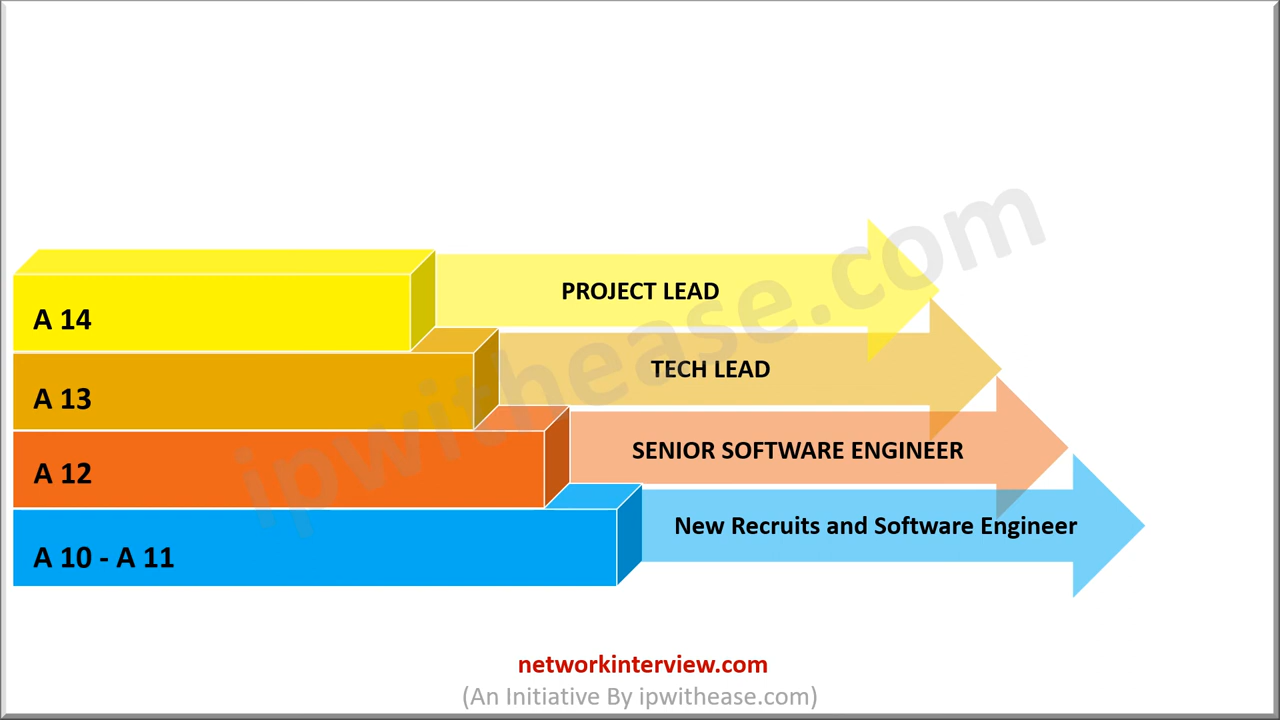 A 14
PROJECT LEAD
A 13
TECH LEAD
A 12
SENIOR SOFTWARE ENGINEER
A 10 - A 11
New Recruits and Software Engineer
ipwithease.com
networkinterview.com
(An Initiative By ipwithease.com)